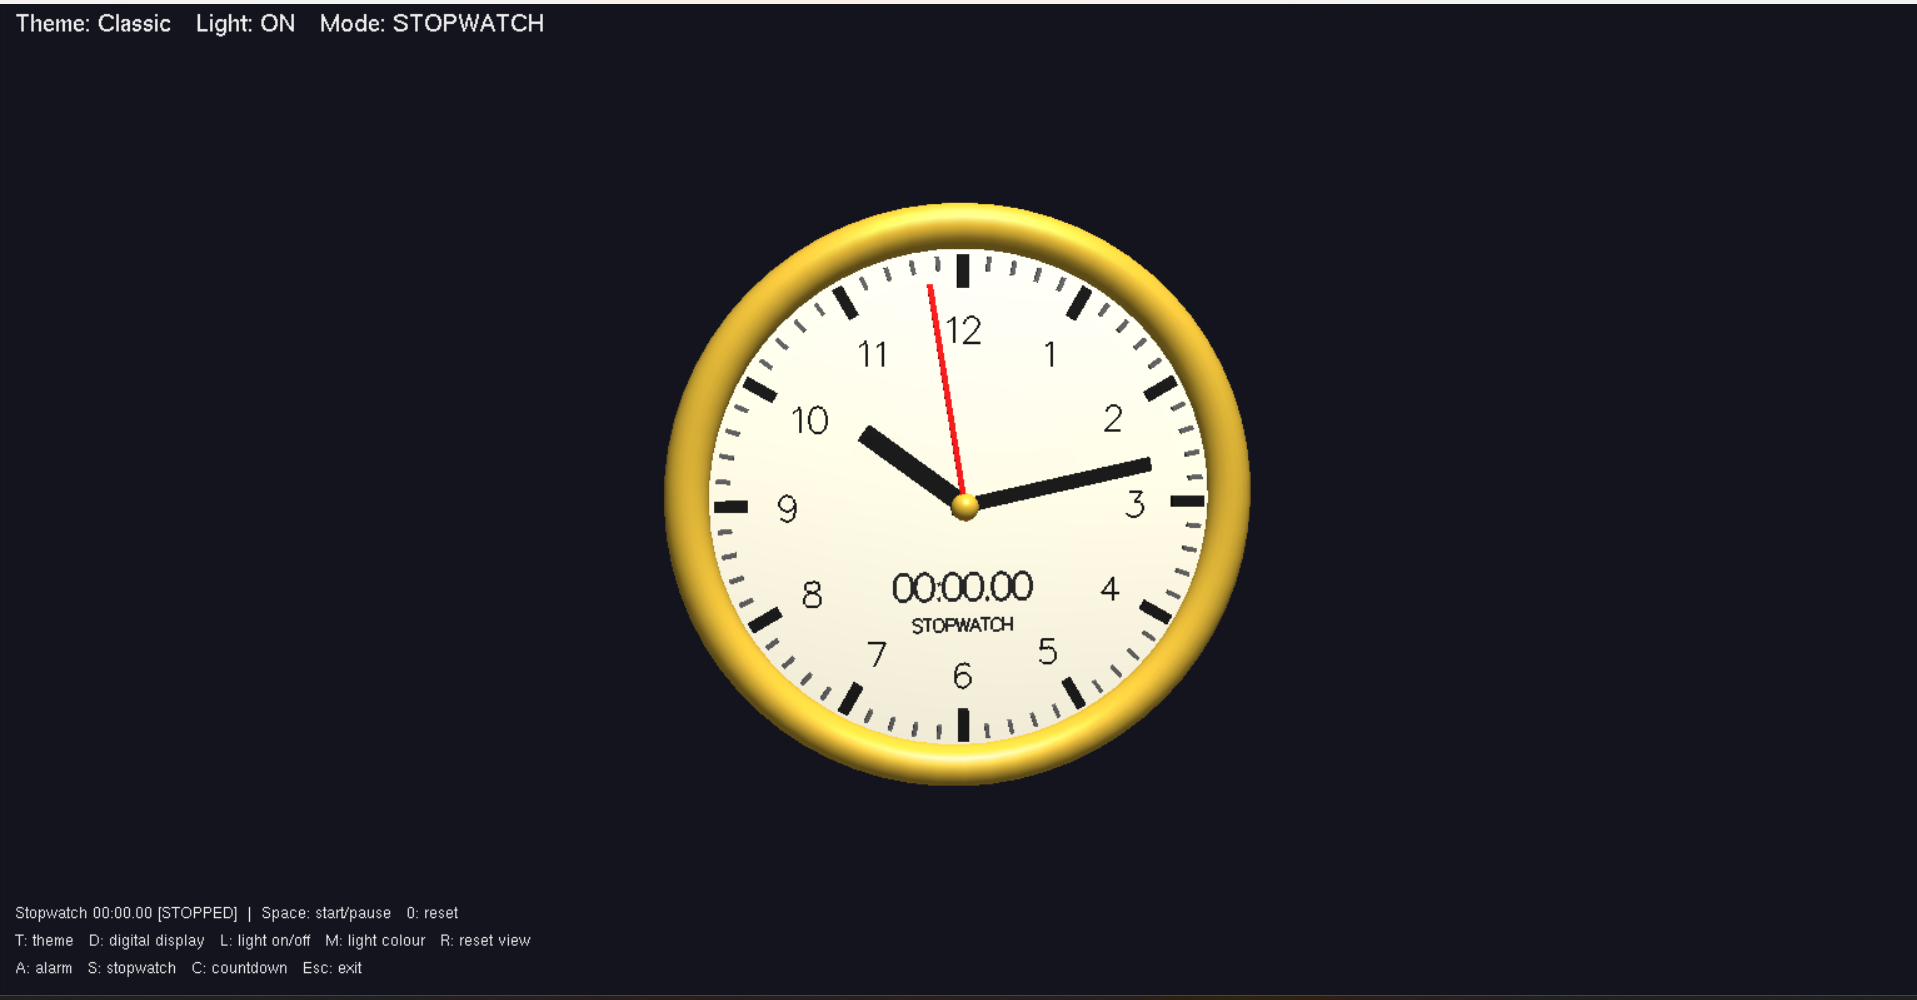 Theme: Classic Light: ON Mode: STOPWATCH
12
11 1
10 2
9 3
8 4
00:00.00
STOPWATCH
7 5
6
Stopwatch 00:00.00 [STOPPED] | Space: start/pause 0: reset
T: theme D: digital display L: light on/off M: light colour R: reset view
A: alarm S: stopwatch C: countdown Esc: exit